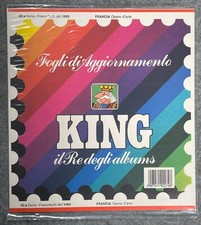 FRANCIA Opere d'arte
Fogli di Aggiornamento
KING
il Re degli albums
FRANCIA Opere d'arte